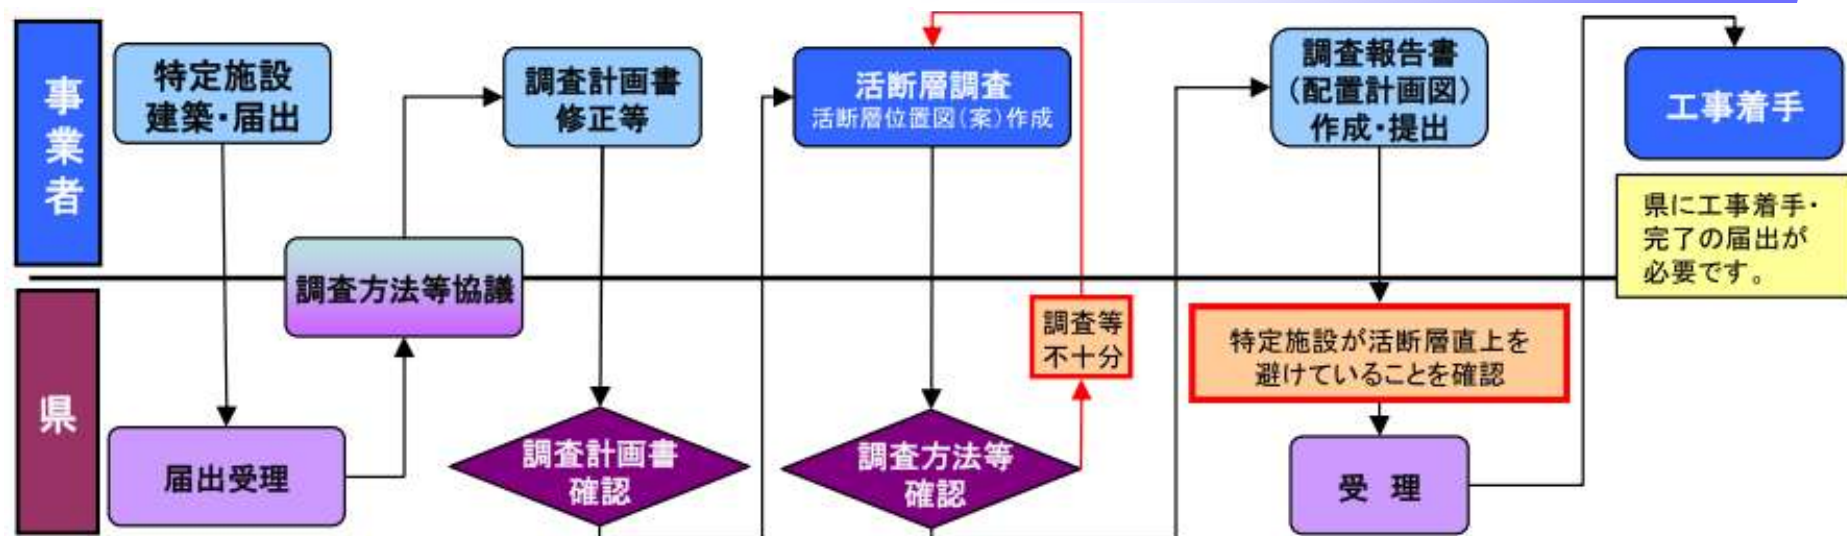 事業者
特定施設
建築・届出
調査計画書
修正等
活断層調査
活断層位置図(案)作成
調査報告書
(配置計画図)
作成・提出
工事着手
県に工事着手・
完了の届出が
必要です。
調査方法等協議
県
届出受理
調査計画書
確認
調査方法等
確認
調査等
不十分
特定施設が活断層直上を
避けていることを確認
受 理